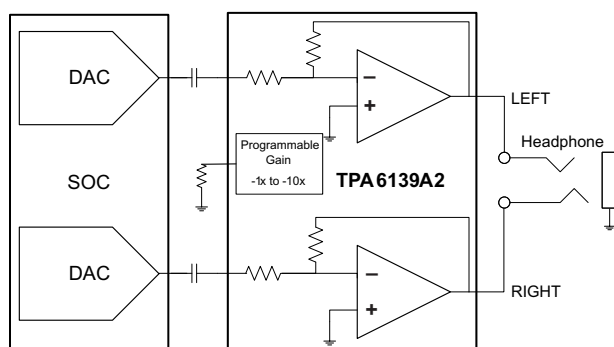 DAC
LEFT
Headphone
Programmable
Gain
-1x to -10x
TPA6139A2
SOC
DAC
RIGHT